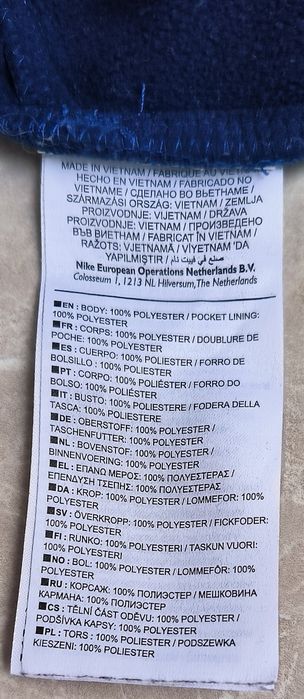 MADE IN VIETNAM / FABRIQUÉ AU VIETNAM
HECHO EN VIETNAM / FABRICADO NO
VIETNAME / СДЕЛАНО ВО ВЬЕТНАМЕ /
SZÁRMAZÁSI ORSZÁG: VIETNAM / ZEMLJA
PROIZVODNJE: VIJETNAM / DRŽAVA
PROIZVODNJE: VIETNAM / ПРОИЗВЕДЕНО
ВЪВ ВИЕТНАМ / FABRICAT ÎN VIETNAM /
RAŽOTS: VJETNAMĀ / VİYETNAM 'DA
YAPILMIŞTIR / صنع في فييت نام
Nike European Operations Netherlands B.V.
Colosseum 1, 1213 NL Hilversum, The Netherlands
■EN : BODY: 100% POLYESTER / POCKET LINING:
100% POLYESTER
■FR : CORPS: 100% POLYESTER / DOUBLURE DE
POCHE: 100% POLYESTER
■ES : CUERPO: 100% POLIÉSTER / FORRO DE
BOLSILLO : 100% POLIÉSTER
■PT : CORPO: 100% POLIÉSTER / FORRO DO
BOLSO: 100% POLIÉSTER
■IT : BUSTO: 100% POLIESTERE / FODERA DELLA
TASCA: 100% POLIESTERE
■DE : OBERSTOFF: 100% POLYESTER /
TASCHENFUTTER: 100% POLYESTER
■NL : BOVENSTOF: 100% POLYESTER /
BINNENVOERING: 100% POLYESTER
■EL : ΕΠΑΝΩ ΜΕΡΟΣ: 100% ΠΟΛΥΕΣΤΕΡΑΣ /
ΕΠΕΝΔΥΣΗ ΤΣΕΠΗΣ: 100% ΠΟΛΥΕΣΤΕΡΑΣ
■DA : KROP: 100% POLYESTER / LOMMEFOR: 100%
POLYESTER
■SV : ÖVERKROPP: 100% POLYESTER / FICKFODER:
100% POLYESTER
■FI : RUNKO: 100% POLYESTERI / TASKUN VUORI:
100% POLYESTERI
■NO : BOL: 100% POLYESTER / LOMMEFÔR: 100%
POLYESTER
■RU : КОРСАЖ: 100% ПОЛИЭСТЕР / МЕШКОВИНА
КАРМАНА: 100% ПОЛИЭСТЕР
■CS : TĚLNÍ ČÁST ODĚVU: 100% POLYESTER /
PODŠÍVKA KAPSY: 100% POLYESTER
■PL : TORS : 100% POLIESTER / PODSZEWKA
KIESZENI: 100% POLIESTER